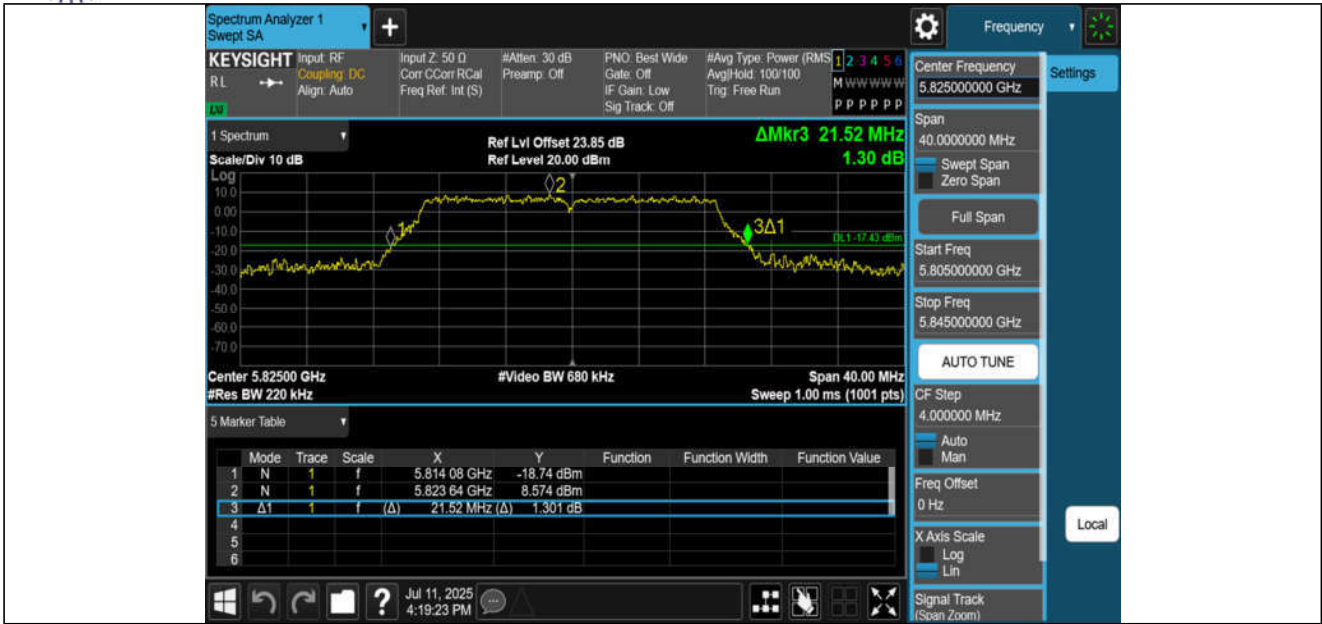 Spectrum Analyzer 1
Swept SA
+
Frequency
KEYSIGHT
RL
LXI
Input: RF
Coupling: DC
Align: Auto
Input Z: 50 Ω
Corr CCorr RCal
Freq Ref: Int (S)
#Atten: 30 dB
Preamp: Off
PNO: Best Wide
Gate: Off
IF Gain: Low
Sig Track: Off
#Avg Type: Power (RMS
Avg|Hold: 100/100
Trig: Free Run
1 2 3 4 5 6
M W W W W W
P P P P P P
1 Spectrum
Scale/Div 10 dB
Ref Lvl Offset 23.85 dB
Ref Level 20.00 dBm
ΔMkr3 21.52 MHz
1.30 dB
Log
10.0
0.00
-10.0
-20.0
-30.0
-40.0
-50.0
-60.0
-70.0
1
2
3Δ1
DL1 -17.43 dBm
Center 5.82500 GHz
#Video BW 680 kHz
Span 40.00 MHz
#Res BW 220 kHz
Sweep 1.00 ms (1001 pts)
5 Marker Table
Mode Trace Scale X Y Function Function Width Function Value
1 N 1 f 5.814 08 GHz -18.74 dBm
2 N 1 f 5.823 64 GHz 8.574 dBm
3 Δ1 1 f (Δ) 21.52 MHz (Δ) 1.301 dB
4
5
6
?
Jul 11, 2025
4:19:23 PM
Center Frequency
5.825000000 GHz
Settings
Span
40.0000000 MHz
Swept Span
Zero Span
Full Span
Start Freq
5.805000000 GHz
Stop Freq
5.845000000 GHz
AUTO TUNE
CF Step
4.000000 MHz
Auto
Man
Freq Offset
0 Hz
X Axis Scale
Log
Lin
Local
Signal Track
(Span Zoom)